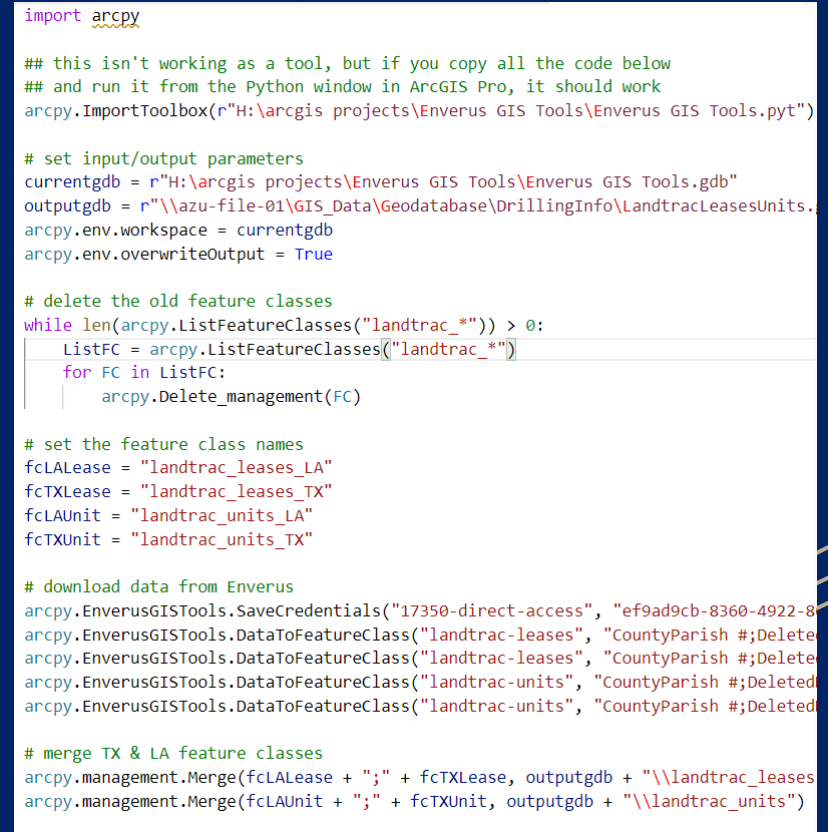 import arcpy
## this isn't working as a tool, but if you copy all the code below
## and run it from the Python window in ArcGIS Pro, it should work
arcpy.ImportToolbox(r"H:\arcgis projects\Enverus GIS Tools\Enverus GIS Tools.pyt")
# set input/output parameters
currentgdb = r"H:\arcgis projects\Enverus GIS Tools\Enverus GIS Tools.gdb"
outputgdb = r"\\azu-file-01\GIS_Data\Geodatabase\DrillingInfo\LandtracLeasesUnits.
arcpy.env.workspace = currentgdb
arcpy.env.overwriteOutput = True
# delete the old feature classes
while len(arcpy.ListFeatureClasses("landtrac_*")) > 0:
ListFC = arcpy.ListFeatureClasses("landtrac_*")
for FC in ListFC:
arcpy.Delete_management(FC)
# set the feature class names
fcLALease = "landtrac_leases_LA"
fcTXLease = "landtrac_leases_TX"
fcLAUnit = "landtrac_units_LA"
fcTXUnit = "landtrac_units_TX"
# download data from Enverus
arcpy.EnverusGISTools.SaveCredentials("17350-direct-access", "ef9ad9cb-8360-4922-8
arcpy.EnverusGISTools.DataToFeatureClass("landtrac-leases", "CountyParish #;Delete
arcpy.EnverusGISTools.DataToFeatureClass("landtrac-leases", "CountyParish #;Delete
arcpy.EnverusGISTools.DataToFeatureClass("landtrac-units", "CountyParish #;Deleted
arcpy.EnverusGISTools.DataToFeatureClass("landtrac-units", "CountyParish #;Deleted
# merge TX & LA feature classes
arcpy.management.Merge(fcLALease + ";" + fcTXLease, outputgdb + "\\landtrac_leases
arcpy.management.Merge(fcLAUnit + ";" + fcTXUnit, outputgdb + "\\landtrac_units")